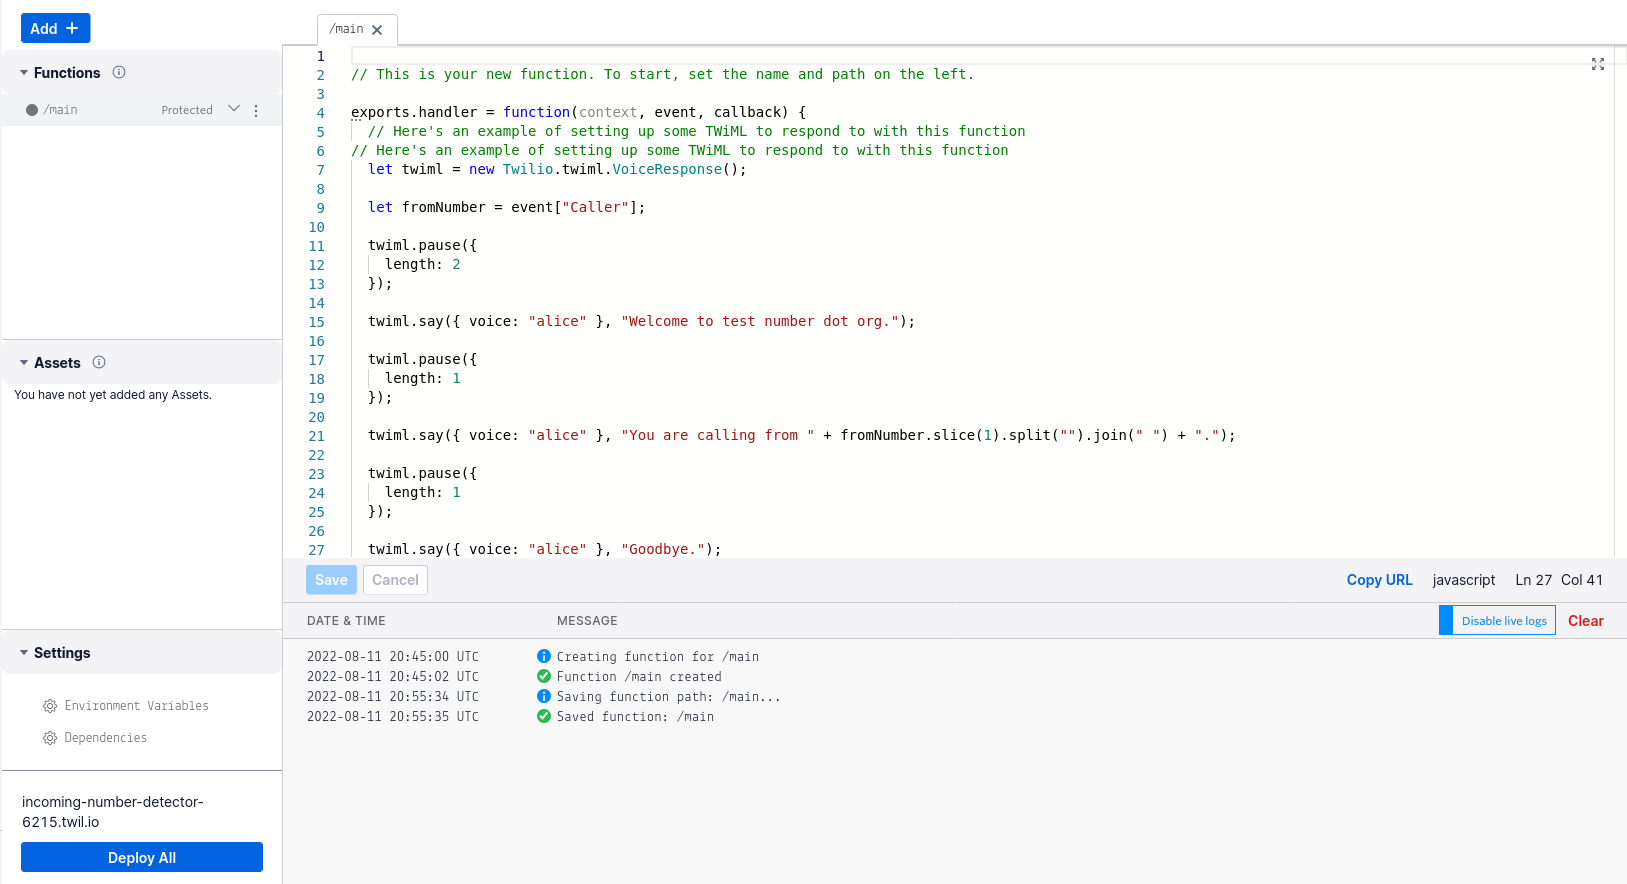 Add +
Functions
/main
Protected
Assets
You have not yet added any Assets.
Settings
Environment Variables
Dependencies
incoming-number-detector-
6215.twil.io
Deploy All
/main
1
2 // This is your new function. To start, set the name and path on the left.
3
4 exports.handler = function(context, event, callback) {
5   // Here's an example of setting up some TWiML to respond to with this function
6 // Here's an example of setting up some TWiML to respond to with this function
7   let twiml = new Twilio.twiml.VoiceResponse();
8
9   let fromNumber = event["Caller"];
10
11   twiml.pause({
12     length: 2
13   });
14
15   twiml.say({ voice: "alice" }, "Welcome to test number dot org.");
16
17   twiml.pause({
18     length: 1
19   });
20
21   twiml.say({ voice: "alice" }, "You are calling from " + fromNumber.slice(1).split("").join(" ") + ".");
22
23   twiml.pause({
24     length: 1
25   });
26
27   twiml.say({ voice: "alice" }, "Goodbye.");
Save Cancel Copy URL javascript Ln 27 Col 41
DATE & TIME MESSAGE Disable live logs Clear
2022-08-11 20:45:00 UTC Creating function for /main
2022-08-11 20:45:02 UTC Function /main created
2022-08-11 20:55:34 UTC Saving function path: /main...
2022-08-11 20:55:35 UTC Saved function: /main